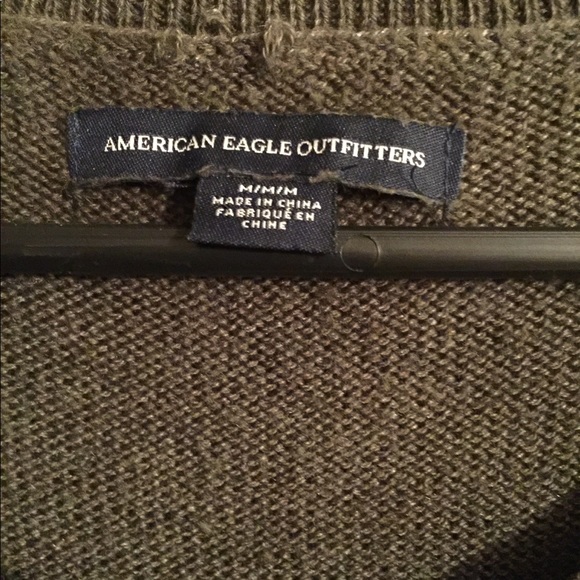 AMERICAN EAGLE OUTFITTERS
M/M/M
MADE IN CHINA
FABRIQUÉ EN
CHINE